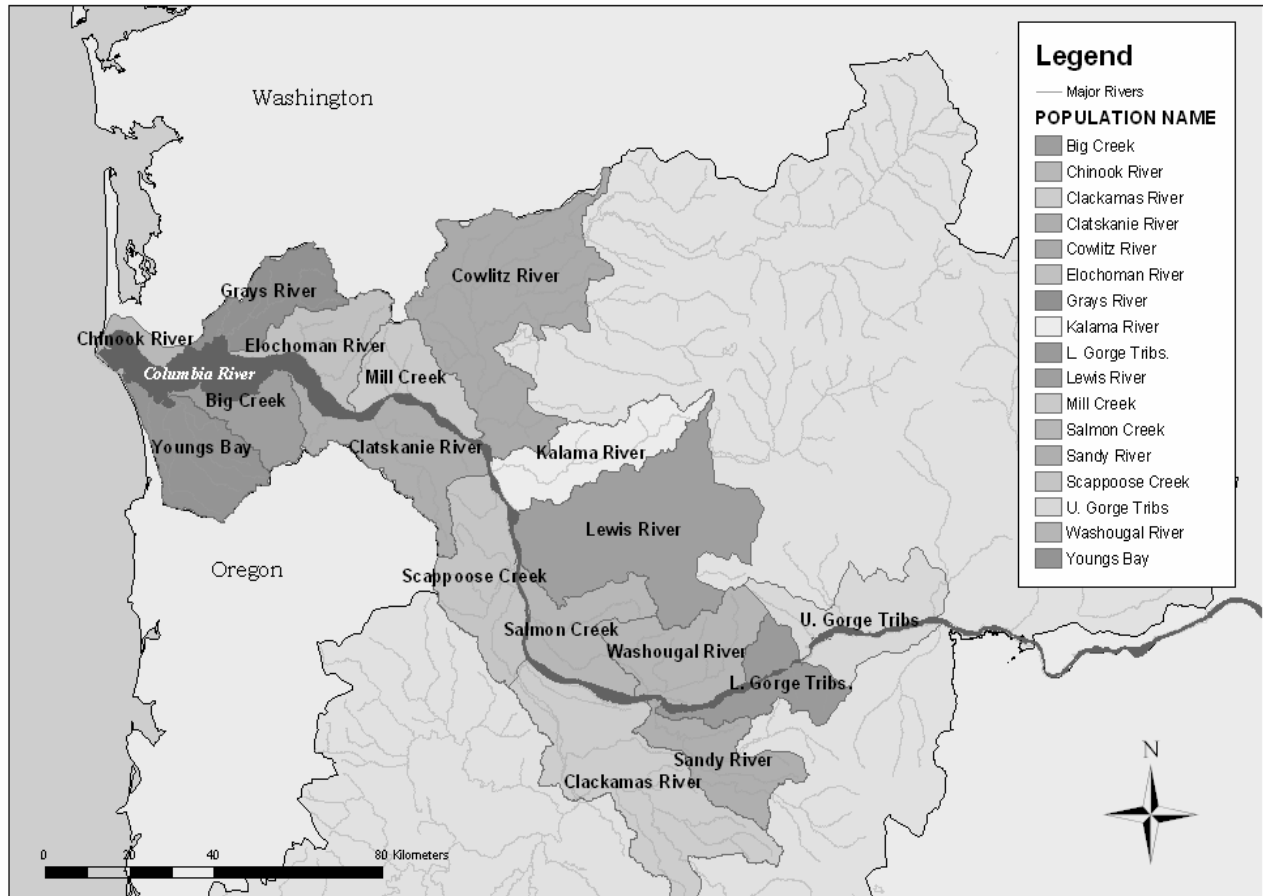 Washington
Cowlitz River
Grays River
Chinook River
Elochoman River
Columbia River
Mill Creek
Big Creek
Youngs Bay
Clatskanie River
Kalama River
Lewis River
Oregon
Scappoose Creek
U. Gorge Tribs
Salmon Creek
Washougal River
L. Gorge Tribs.
Sandy River
Clackamas River
Legend
Major Rivers
POPULATION NAME
Big Creek
Chinook River
Clackamas River
Clatskanie River
Cowlitz River
Elochoman River
Grays River
Kalama River
L. Gorge Tribs.
Lewis River
Mill Creek
Salmon Creek
Sandy River
Scappoose Creek
U. Gorge Tribs
Washougal River
Youngs Bay
N
0 20 40 80 Kilometers